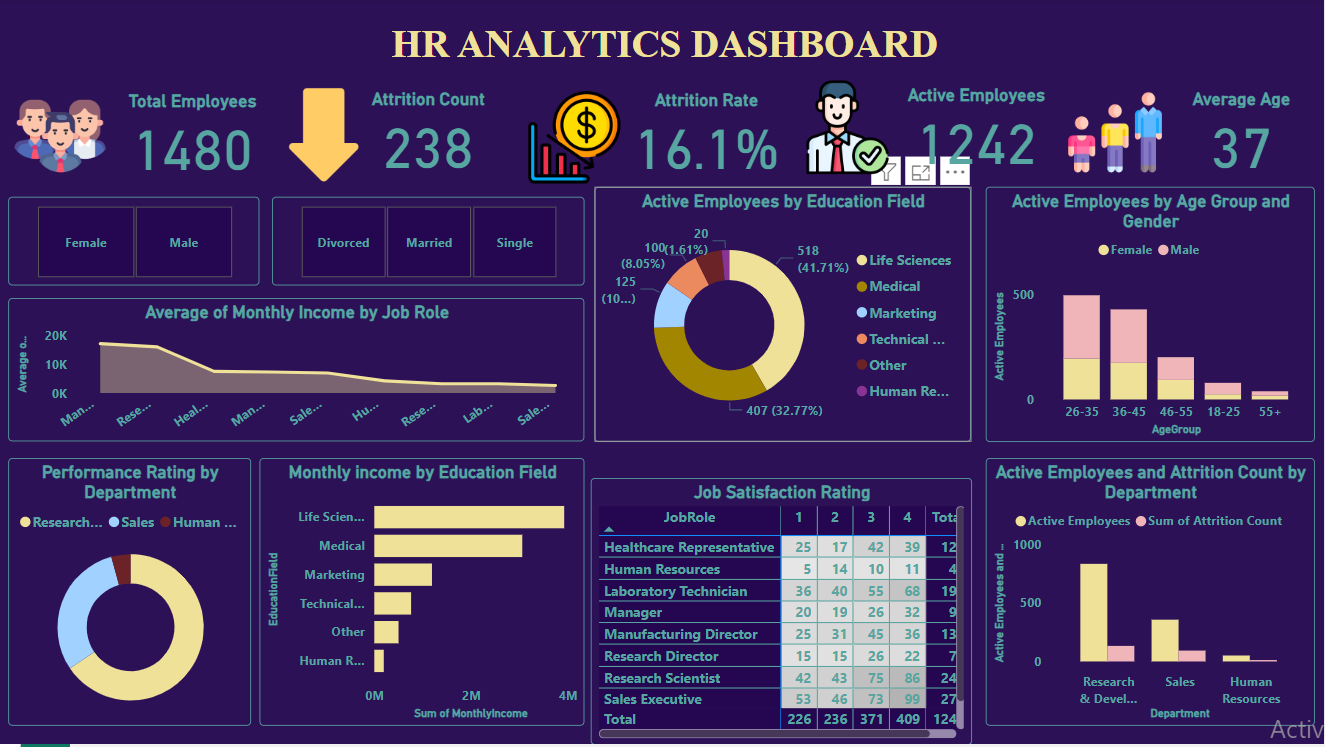 HR ANALYTICS DASHBOARD
Total Employees
1480
Attrition Count
238
Attrition Rate
16.1%
Active Employees
1242
Average Age
37
Female
Male
Divorced
Married
Single
Average of Monthly Income by Job Role
Average o...
20K
10K
0K
Man...
Rese...
Heal...
Man...
Sale...
Hu...
Rese...
Lab...
Sale...
Active Employees by Education Field
20
(1.61%)
100
(8.05%)
125
(10...)
518
(41.71%)
407 (32.77%)
Life Sciences
Medical
Marketing
Technical ...
Other
Human Re...
Active Employees by Age Group and
Gender
Female Male
Active Employees
500
0
26-35 36-45 46-55 18-25 55+
AgeGroup
Performance Rating by
Department
Research... Sales Human ...
Monthly income by Education Field
EducationField
Life Scien...
Medical
Marketing
Technical...
Other
Human R...
0M 2M 4M
Sum of MonthlyIncome
Job Satisfaction Rating
JobRole 1 2 3 4 Tota
Healthcare Representative 25 17 42 39 12
Human Resources 5 14 10 11 4
Laboratory Technician 36 40 55 68 19
Manager 20 19 26 32 9
Manufacturing Director 25 31 45 36 13
Research Director 15 15 26 22 7
Research Scientist 42 43 75 86 24
Sales Executive 53 46 73 99 27
Total 226 236 371 409 124
Active Employees and Attrition Count by
Department
Active Employees Sum of Attrition Count
Active Employees and ...
1000
500
0
Research
& Devel...
Sales
Human
Resources
Department
Activ